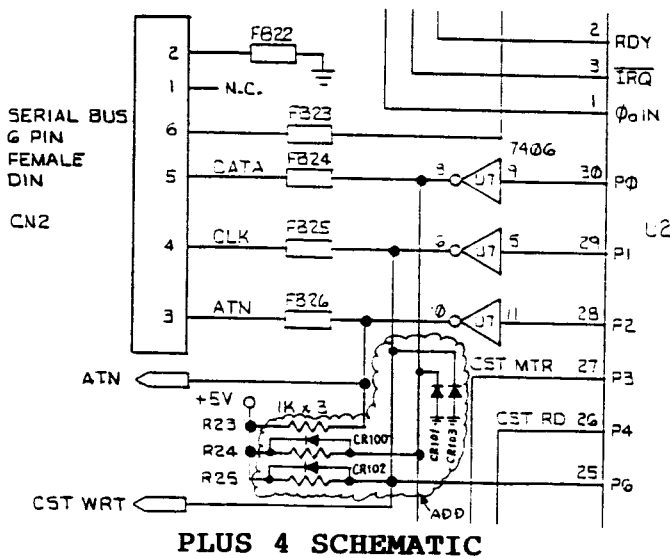 2
FB22
2
RDY
1
N.C.
3
IRQ
SERIAL BUS
6 PIN
FEMALE
DIN
CN2
1
ΦoIN
6
FB23
7406
5
DATA
FB24
8
U7
9
30
P0
4
CLK
FB25
6
U7
5
29
P1
U2
3
ATN
FB26
10
U7
11
28
P2
ATN
CST MTR
27
P3
+5V
1K x 3
R23
CR100
CR101
CR103
CST RD
26
P4
R24
R25
CR102
25
P6
CST WRT
ADD
PLUS 4 SCHEMATIC